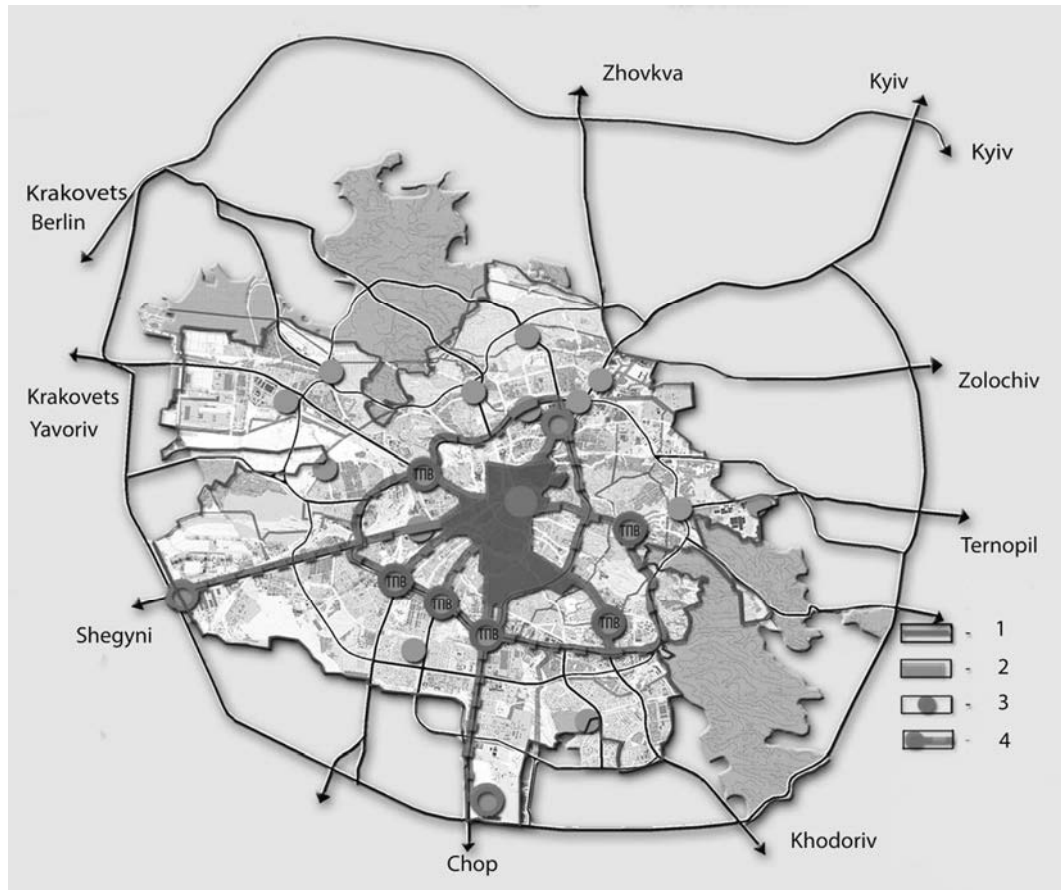 Zhovkva
Kyiv
Kyiv
Krakovets
Berlin
Krakovets
Yavoriv
Zolochiv
ТПВ
ТПВ
Ternopil
ТПВ
ТПВ
ТПВ
ТПВ
Shegyni
- 1
- 2
- 3
- 4
Khodoriv
Chop